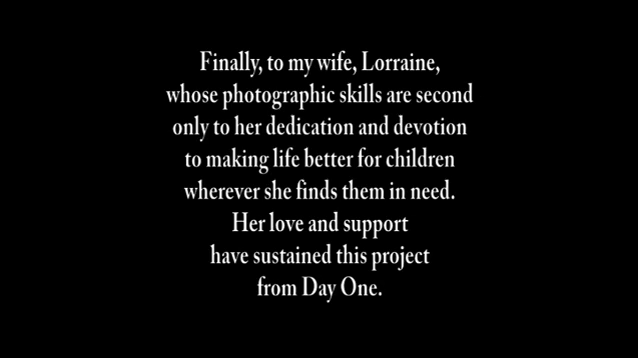 Finally, to my wife, Lorraine,
whose photographic skills are second
only to her dedication and devotion
to making life better for children
wherever she finds them in need.
Her love and support
have sustained this project
from Day One.